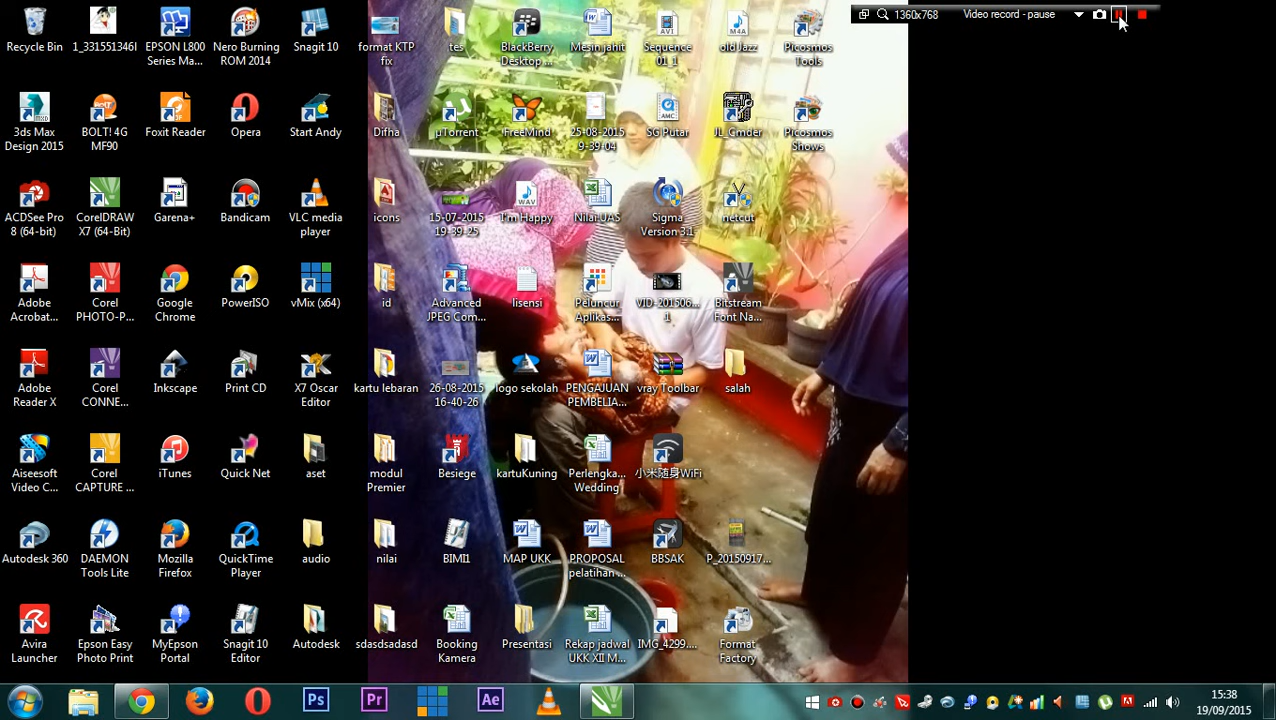 1360x768
Video record - pause
Recycle Bin
1_531513146l
EPSON L800
Series Ma...
Nero Burning
ROM 2014
Snagit 10
format KTP
fix
tes
BlackBerry
Desktop ...
Mesin.jahit
Sequence
01_1
old Jazz
Picosmos
Tools
3ds Max
Design 2015
BOLT! 4G
MF90
Foxit Reader
Opera
Start Andy
Difha
µTorrent
FreeMind
25-08-2015
9-39-04
SG Putar
JL_Cmder
Picosmos
Shows
ACDSee Pro
8 (64-bit)
CorelDRAW
X7 (64-Bit)
Garena+
Bandicam
VLC media
player
icons
15-07-2015
19-39-25
I'm Happy
Nilai UAS
Sigma
Version 3.1
netcut
Adobe
Acrobat...
Corel
PHOTO-P...
Google
Chrome
PowerISO
vMix (x64)
id
Advanced
JPEG Com...
lisensi
Peluncur
Aplikas...
VID-201506...
1
Bitstream
Font Na...
Adobe
Reader X
Corel
CONNE...
Inkscape
Print CD
X7 Oscar
Editor
kartu lebaran
26-08-2015
16-40-26
logo sekolah
PENGAJUAN
PEMBELIA...
vray Toolbar
salah
Aiseesoft
Video C...
Corel
CAPTURE ...
iTunes
Quick Net
aset
modul
Premier
Besiege
kartuKuning
Perlengka...
Wedding
小米随身WiFi
Autodesk 360
DAEMON
Tools Lite
Mozilla
Firefox
QuickTime
Player
audio
nilai
BIMI1
MAP UKK
PROPOSAL
pelatihan ...
BBSAK
P_20150917...
Avira
Launcher
Epson Easy
Photo Print
MyEpson
Portal
Snagit 10
Editor
Autodesk
sdasdsadasd
Booking
Kamera
Presentasi
Rekap jadwal
UKK XII M...
IMG_4299....
Format
Factory
Ps
Pr
Ae
15:38
19/09/2015